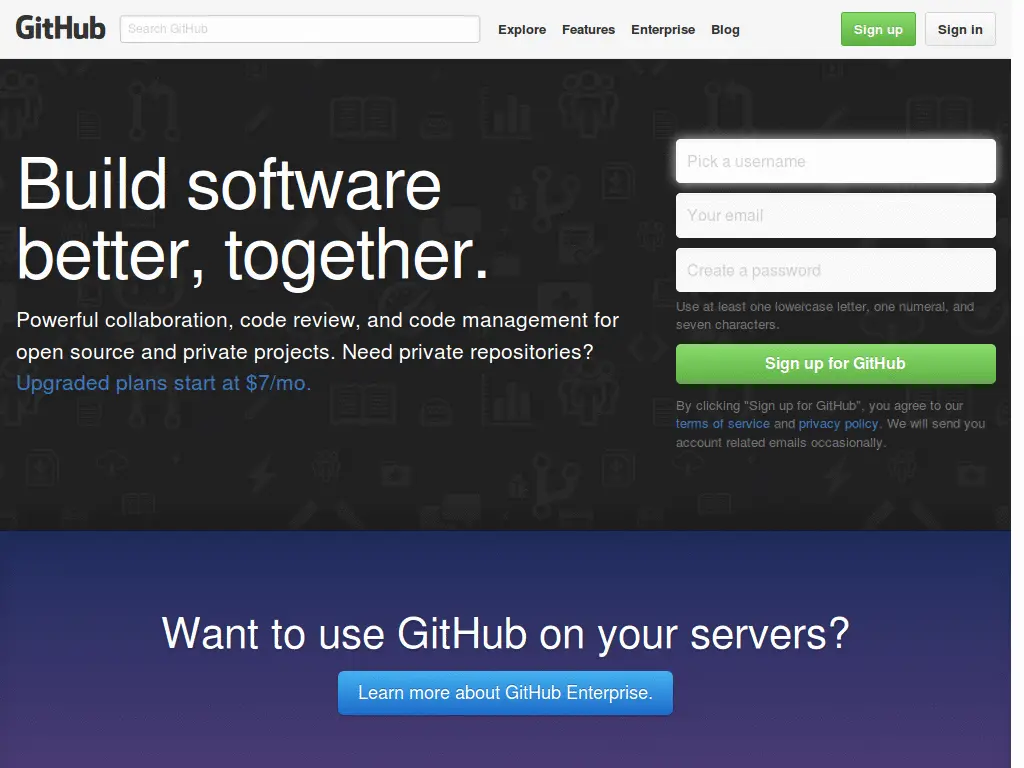 GitHub
Search GitHub
Explore Features Enterprise Blog
Sign up
Sign in
Build software
better, together.
Powerful collaboration, code review, and code management for
open source and private projects. Need private repositories?
Upgraded plans start at $7/mo.
Pick a username
Your email
Create a password
Use at least one lowercase letter, one numeral, and
seven characters.
Sign up for GitHub
By clicking "Sign up for GitHub", you agree to our
terms of service and privacy policy. We will send you
account related emails occasionally.
Want to use GitHub on your servers?
Learn more about GitHub Enterprise.